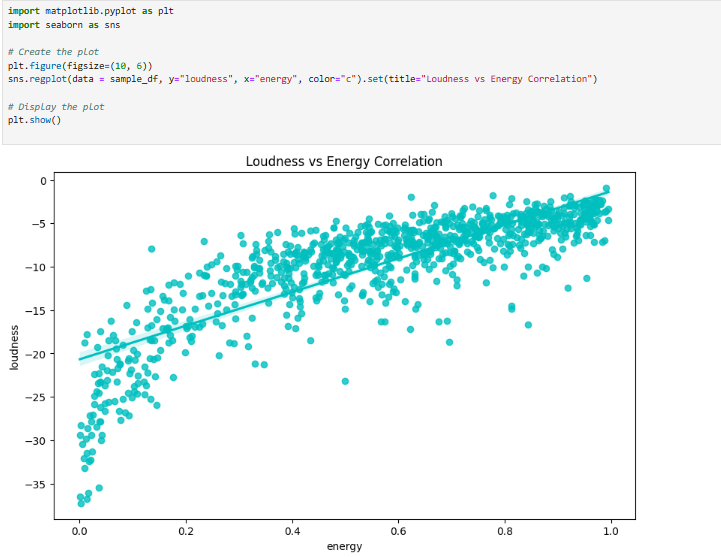 import matplotlib.pyplot as plt
import seaborn as sns
# Create the plot
plt.figure(figsize=(10, 6))
sns.regplot(data = sample_df, y="loudness", x="energy", color="c").set(title="Loudness vs Energy Correlation")
# Display the plot
plt.show()
Loudness vs Energy Correlation
0
−5
−10
−15
−20
−25
−30
−35
loudness
0.0 0.2 0.4 0.6 0.8 1.0
energy